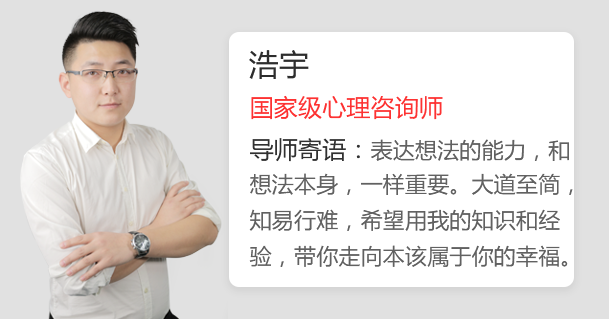 浩宇
国家级心理咨询师
导师寄语：表达想法的能力，和
想法本身，一样重要。大道至简，
知易行难，希望用我的知识和经
验，带你走向本该属于你的幸福。